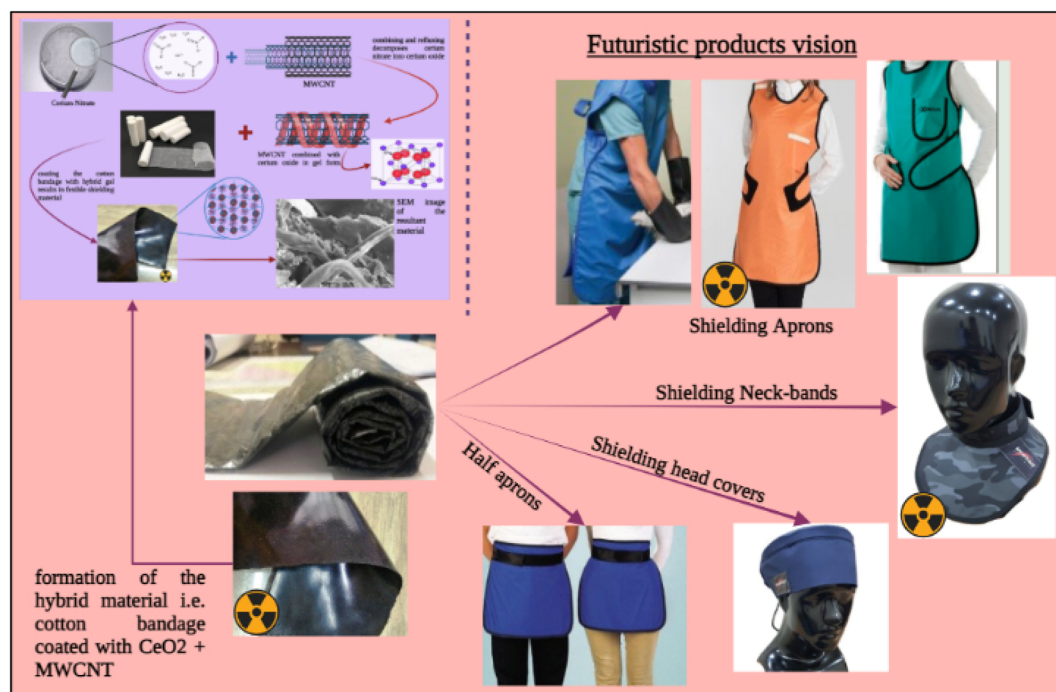 Cerium Nitrate
MWCNT
combining and refluxing
decomposes cerium
nitrate into cerium oxide
MWCNT combined with
cerium oxide in gel form
coating the cotton
bandage with hybrid gel
results in flexible shielding
material
SEM image
of the
resultant
material
formation of the
hybrid material i.e.
cotton bandage
coated with CeO2 +
MWCNT
Futuristic products vision
Shielding Aprons
Shielding Neck-bands
Shielding head covers
Half aprons